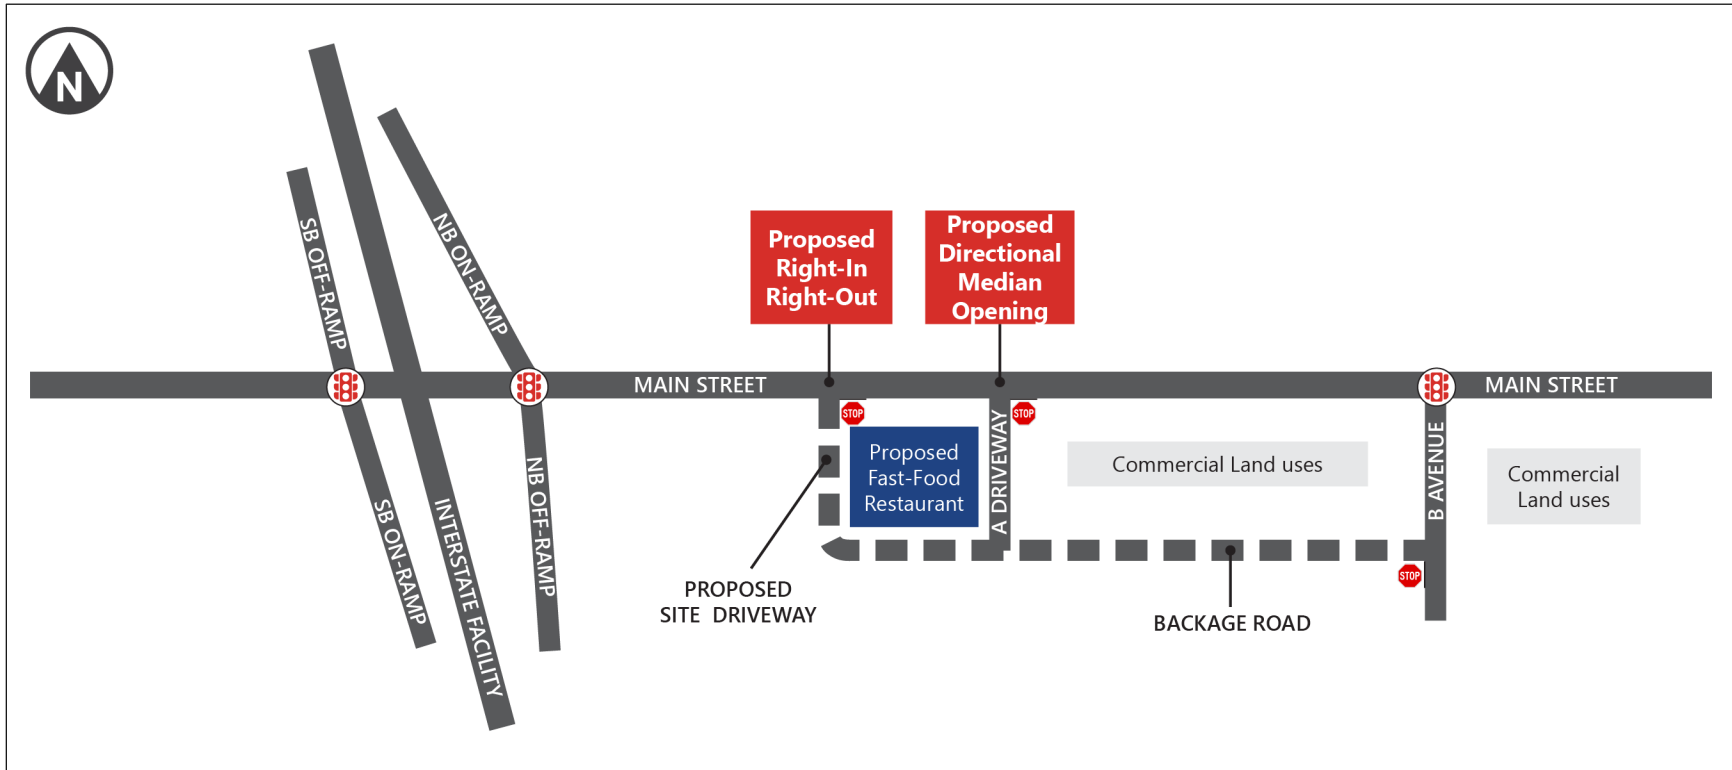 N
SB OFF-RAMP
NB ON-RAMP
Proposed
Right-In
Right-Out
Proposed
Directional
Median
Opening
MAIN STREET
MAIN STREET
STOP
STOP
Proposed
Fast-Food
Restaurant
A DRIVEWAY
Commercial Land uses
B AVENUE
Commercial
Land uses
SB ON-RAMP
INTERSTATE FACILITY
NB OFF-RAMP
PROPOSED
SITE DRIVEWAY
BACKAGE ROAD
STOP